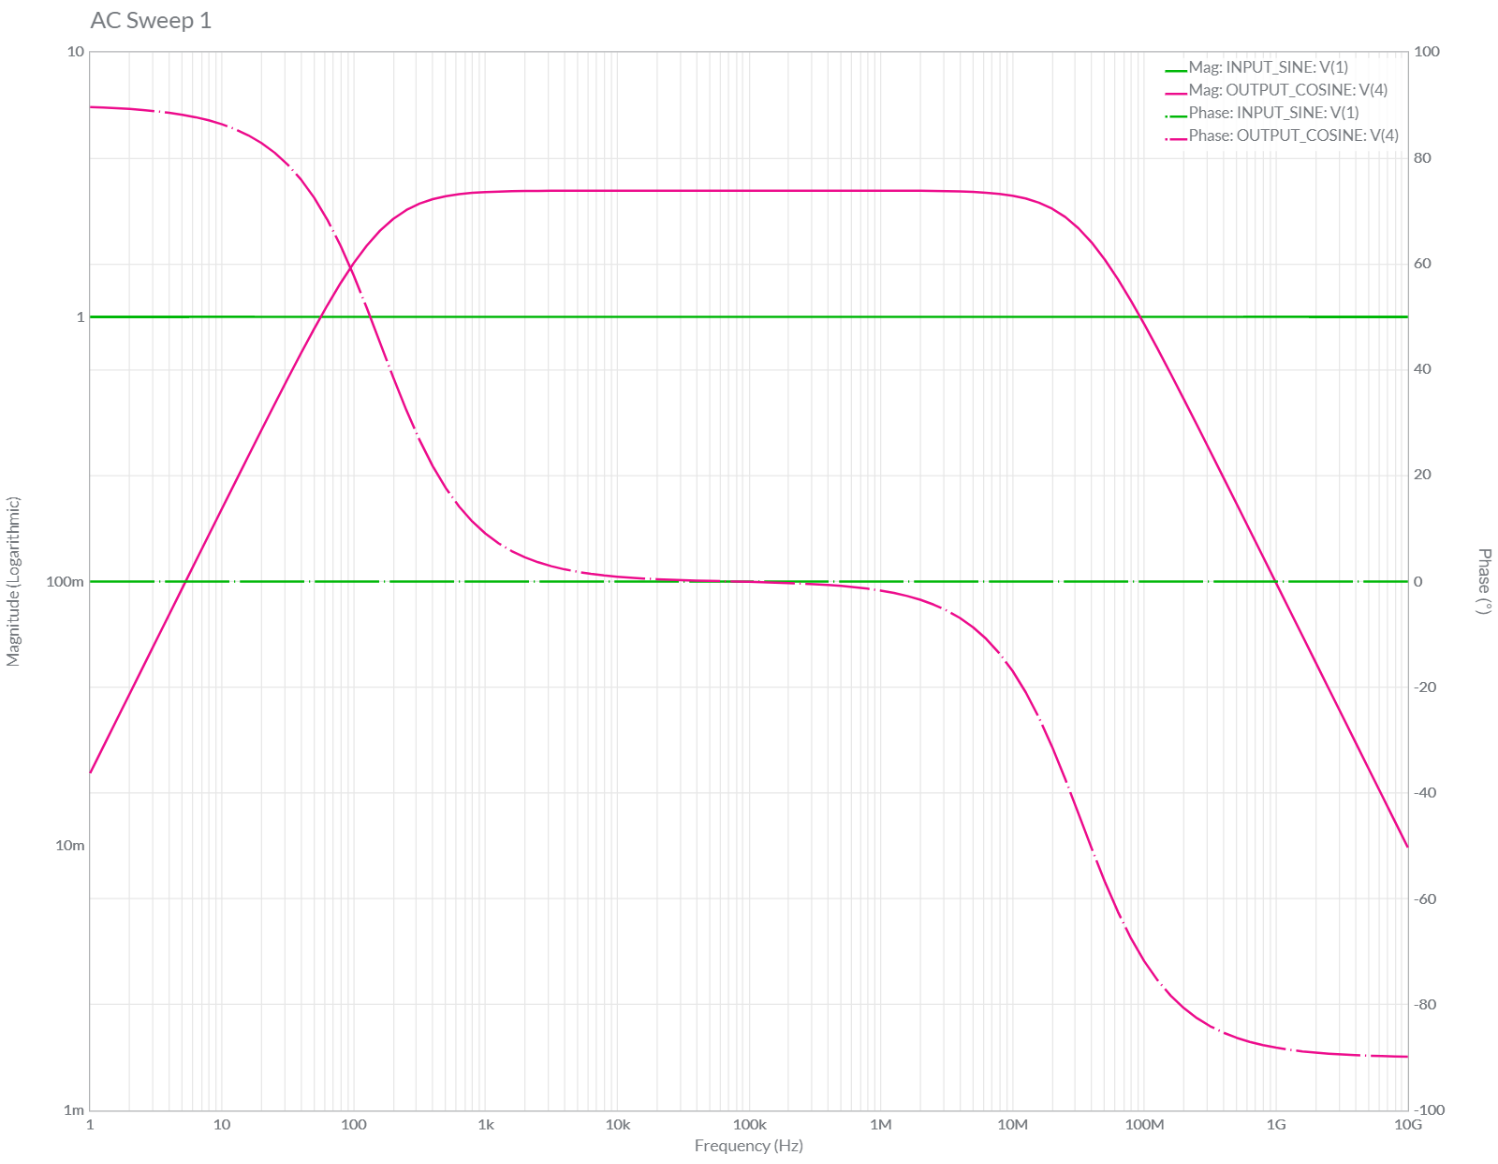 AC Sweep 1
Mag: INPUT_SINE: V(1)
Mag: OUTPUT_COSINE: V(4)
Phase: INPUT_SINE: V(1)
Phase: OUTPUT_COSINE: V(4)
Magnitude (Logarithmic)
10
1
100m
10m
1m
100
80
60
40
20
0
-20
-40
-60
-80
-100
Phase (°)
1 10 100 1k 10k 100k 1M 10M 100M 1G 10G
Frequency (Hz)